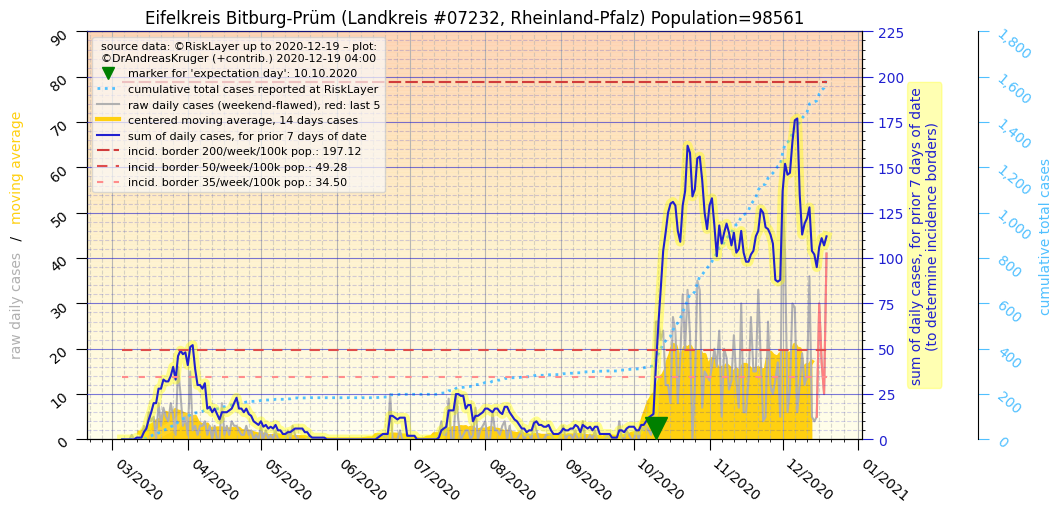 Eifelkreis Bitburg-Prüm (Landkreis #07232, Rheinland-Pfalz) Population=98561
source data: ©RiskLayer up to 2020-12-19 – plot:
©DrAndreasKruger (+contrib.) 2020-12-19 04:00
marker for 'expectation day': 10.10.2020
cumulative total cases reported at RiskLayer
raw daily cases (weekend-flawed), red: last 5
centered moving average, 14 days cases
sum of daily cases, for prior 7 days of date
incid. border 200/week/100k pop.: 197.12
incid. border 50/week/100k pop.: 49.28
incid. border 35/week/100k pop.: 34.50
raw daily cases / moving average
90
80
70
60
50
40
30
20
10
0
03/2020
04/2020
05/2020
06/2020
07/2020
08/2020
09/2020
10/2020
11/2020
12/2020
01/2021
225
200
175
150
125
100
75
50
25
0
sum of daily cases, for prior 7 days of date
(to determine incidence borders)
1,800
1,600
1,400
1,200
1,000
800
600
400
200
0
cumulative total cases